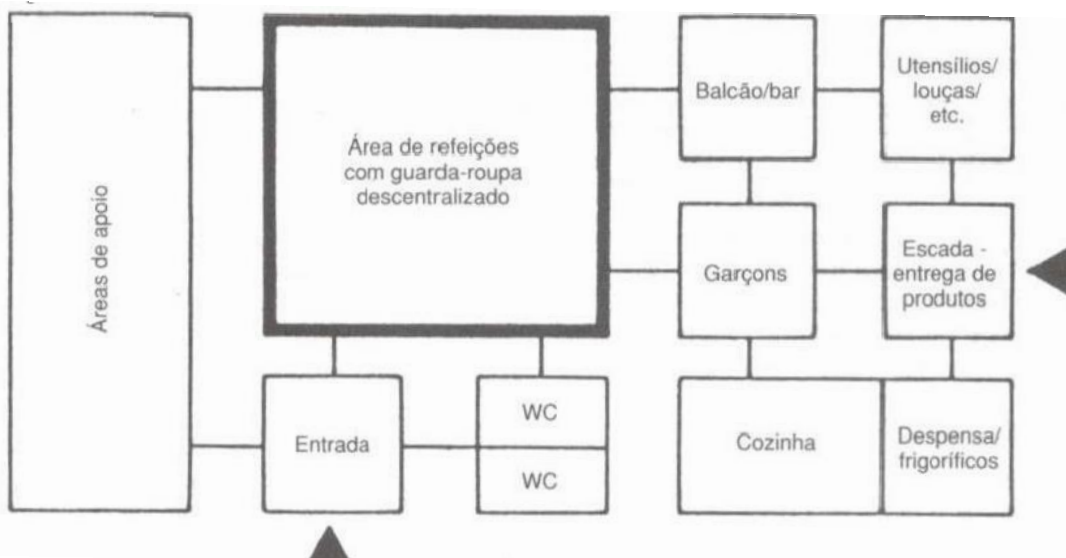 Áreas de apoio
Área de refeições
com guarda-roupa
descentralizado
Balcão/bar
Utensílios/
louças/
etc.
Garçons
Escada -
entrega de
produtos
Entrada
WC
WC
Cozinha
Despensa/
frigoríficos